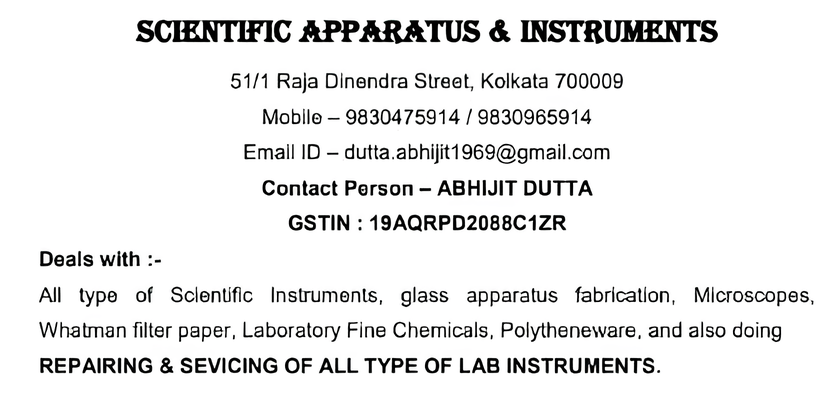 SCIENTIFIC APPARATUS & INSTRUMENTS
51/1 Raja Dinendra Street, Kolkata 700009
Mobile – 9830475914 / 9830965914
Email ID – dutta.abhijit1969@gmail.com
Contact Person – ABHIJIT DUTTA
GSTIN : 19AQRPD2088C1ZR
Deals with :-
All type of Scientific Instruments, glass apparatus fabrication, Microscopes,
Whatman filter paper, Laboratory Fine Chemicals, Polytheneware, and also doing
REPAIRING & SEVICING OF ALL TYPE OF LAB INSTRUMENTS.